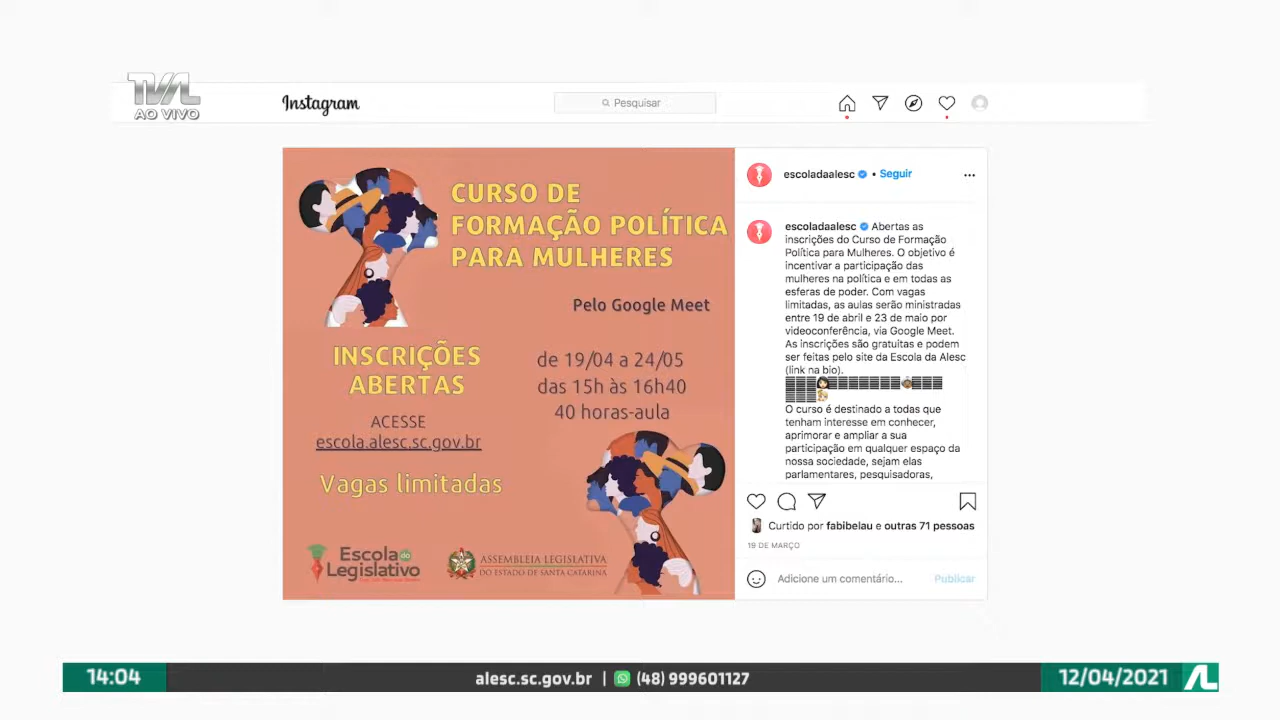 TVAL
AO VIVO
Instagram
Pesquisar
CURSO DE
FORMAÇÃO POLÍTICA
PARA MULHERES
Pelo Google Meet
INSCRIÇÕES
ABERTAS
de 19/04 a 24/05
das 15h às 16h40
40 horas-aula
ACESSE
escola.alesc.sc.gov.br
Vagas limitadas
Escola do
Legislativo
ASSEMBLEIA LEGISLATIVA
DO ESTADO DE SANTA CATARINA
escoladaalesc • Seguir
escoladaalesc Abertas as
inscrições do Curso de Formação
Política para Mulheres. O objetivo é
incentivar a participação das
mulheres na política e em todas as
esferas de poder. Com vagas
limitadas, as aulas serão ministradas
entre 19 de abril e 23 de maio por
videoconferência, via Google Meet.
As inscrições são gratuitas e podem
ser feitas pelo site da Escola da Alesc
(link na bio).
O curso é destinado a todas que
tenham interesse em conhecer,
aprimorar e ampliar a sua
participação em qualquer espaço da
nossa sociedade, sejam elas
parlamentares, pesquisadoras,
Curtido por fabibelau e outras 71 pessoas
19 DE MARÇO
Adicione um comentário... Publicar
14:04
alesc.sc.gov.br | (48) 999601127
12/04/2021